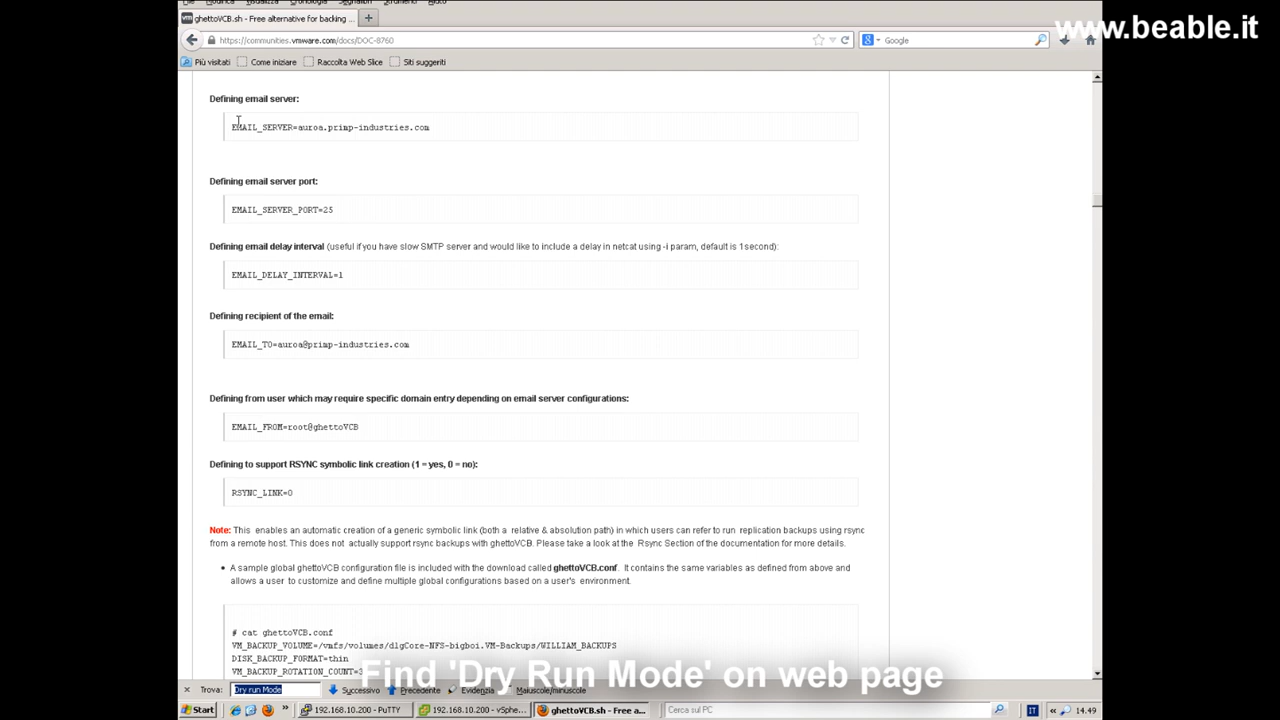 File Modifica Visualizza Cronologia Segnalibri Strumenti Aiuto
www.beable.it
ghettoVCB.sh - Free alternative for backing ...
https://communities.vmware.com/docs/DOC-8760
Google
Più visitati Come iniziare Raccolta Web Slice Siti suggeriti
Defining email server:
EMAIL_SERVER=auroa.primp-industries.com
Defining email server port:
EMAIL_SERVER_PORT=25
Defining email delay interval (useful if you have slow SMTP server and would like to include a delay in netcat using -i param, default is 1second):
EMAIL_DELAY_INTERVAL=1
Defining recipient of the email:
EMAIL_TO=auroa@primp-industries.com
Defining from user which may require specific domain entry depending on email server configurations:
EMAIL_FROM=root@ghettoVCB
Defining to support RSYNC symbolic link creation (1 = yes, 0 = no):
RSYNC_LINK=0
Note: This enables an automatic creation of a generic symbolic link (both a relative & absolution path) in which users can refer to run replication backups using rsync
from a remote host. This does not actually support rsync backups with ghettoVCB. Please take a look at the Rsync Section of the documentation for more details.
• A sample global ghettoVCB configuration file is included with the download called ghettoVCB.conf. It contains the same variables as defined from above and
allows a user to customize and define multiple global configurations based on a user's environment.
# cat ghettoVCB.conf
VM_BACKUP_VOLUME=/vmfs/volumes/dlgCore-NFS-bigboi.VM-Backups/WILLIAM_BACKUPS
DISK_BACKUP_FORMAT=thin
VM_BACKUP_ROTATION_COUNT=3
Find 'Dry Run Mode' on web page
Trova: Dry run Mode Successivo Precedente Evidenzia Maiuscole/minuscole
Start 192.168.10.200 - PuTTY 192.168.10.200 - vSphe... ghettoVCB.sh - Free a... Cerca sul PC IT 14.49